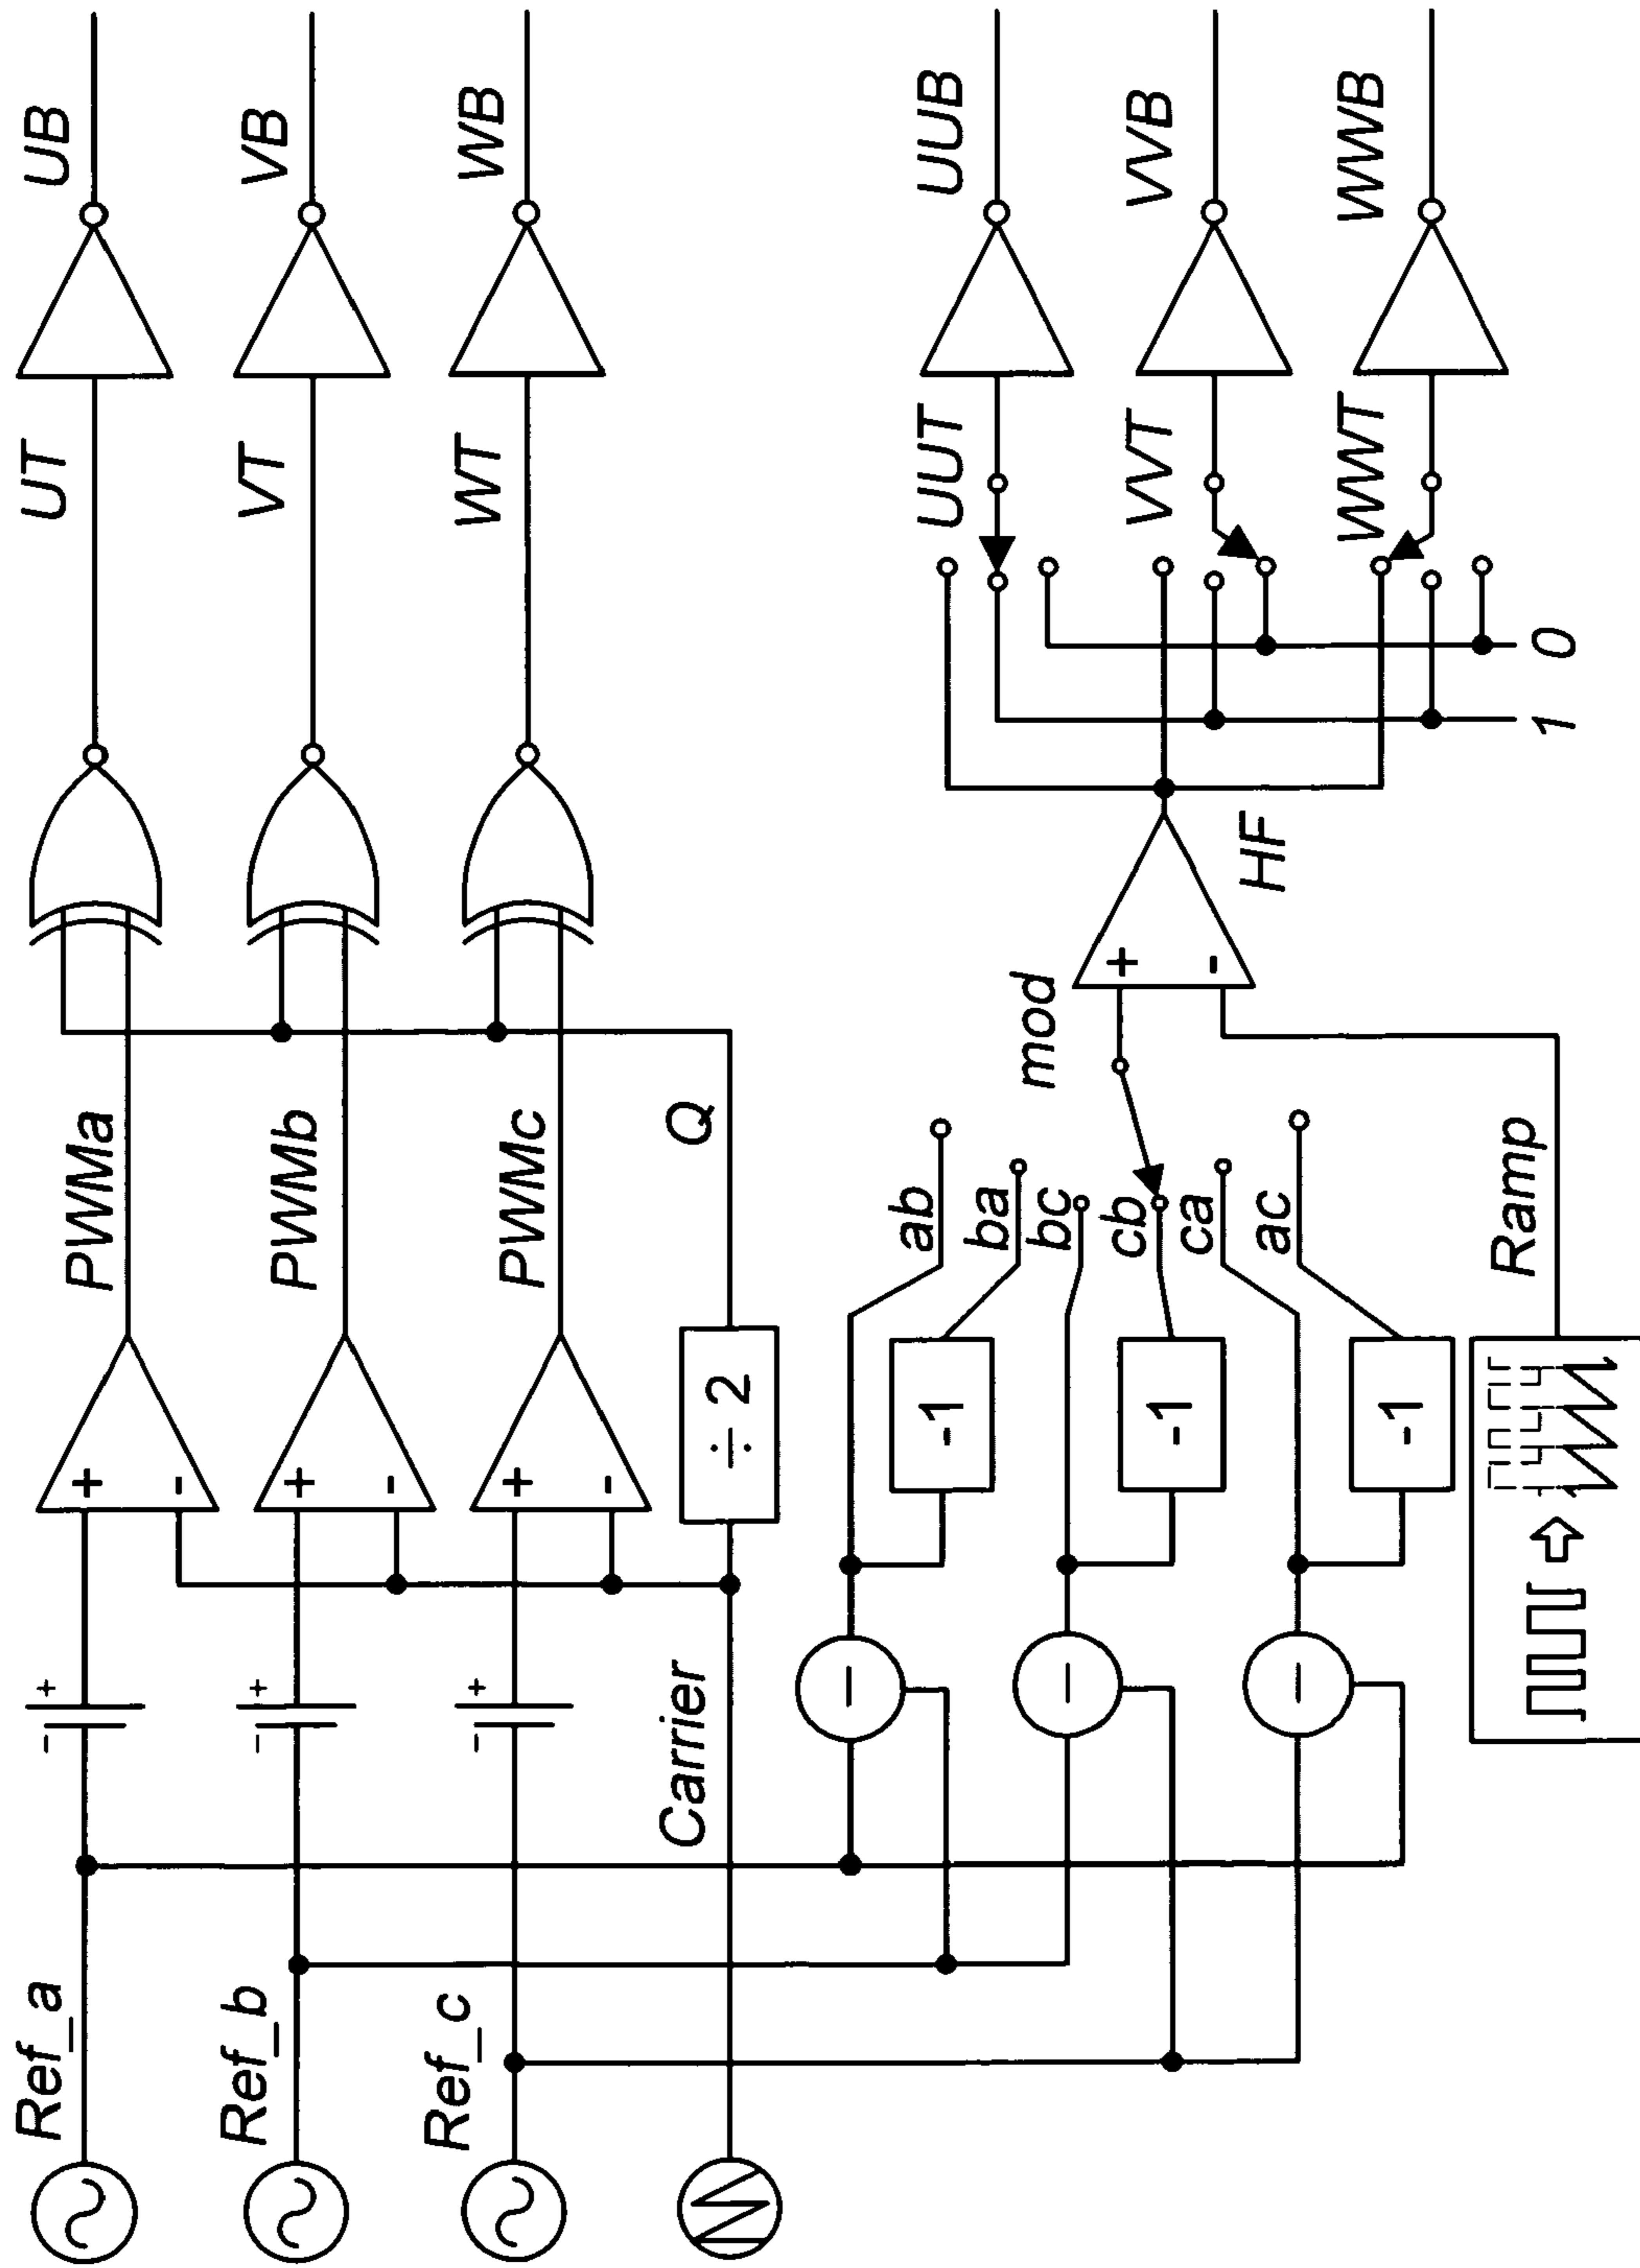 Ref_a
- +
+
-
PWMa
UT
UB
Ref_b
- +
+
-
PWMb
VT
VB
Ref_c
- +
+
-
PWMc
WT
WB
Carrier
÷ 2
Q
ab
-1
ba
bc
-1
cb
ca
-1
ac
mod
+
-
HF
Ramp
1
0
UUT
UUB
VVT
VVB
WWT
WWB